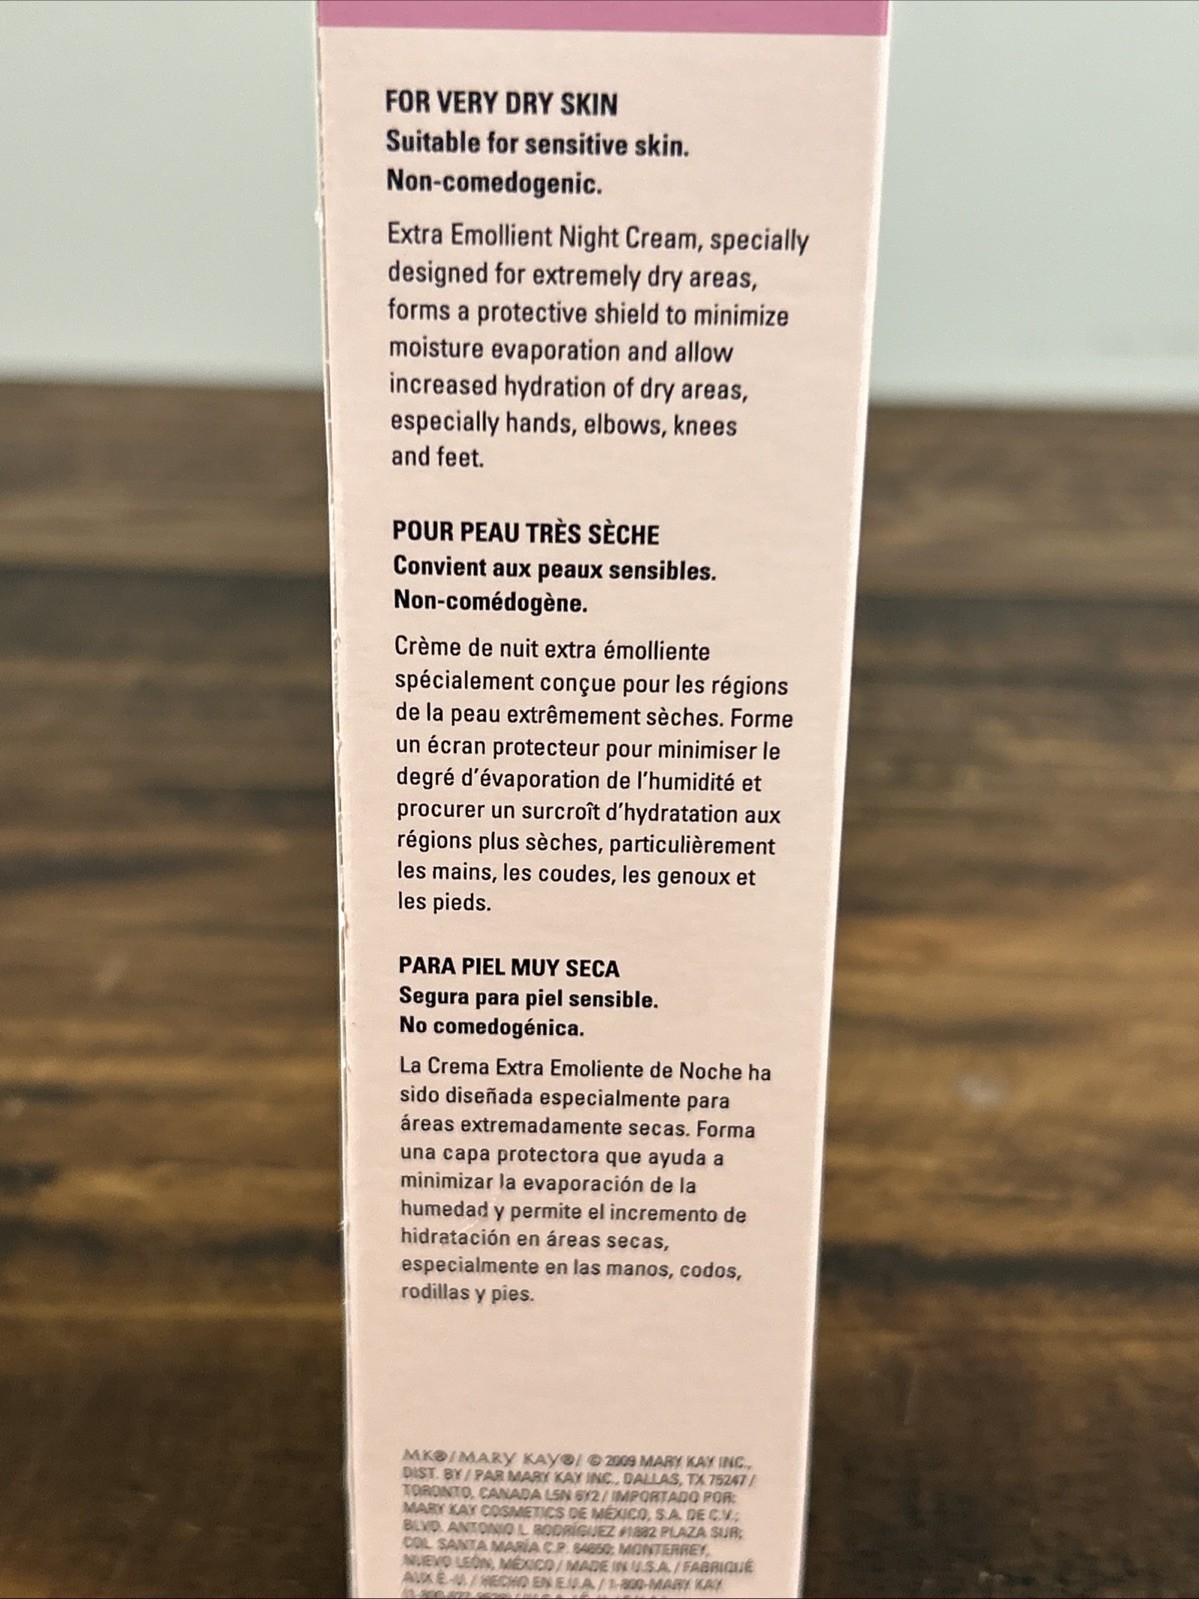 FOR VERY DRY SKIN
Suitable for sensitive skin.
Non-comedogenic.
Extra Emollient Night Cream, specially
designed for extremely dry areas,
forms a protective shield to minimize
moisture evaporation and allow
increased hydration of dry areas,
especially hands, elbows, knees
and feet.
POUR PEAU TRÈS SÈCHE
Convient aux peaux sensibles.
Non-comédogène.
Crème de nuit extra émolliente
spécialement conçue pour les régions
de la peau extrêmement sèches. Forme
un écran protecteur pour minimiser le
degré d'évaporation de l'humidité et
procurer un surcroît d'hydratation aux
régions plus sèches, particulièrement
les mains, les coudes, les genoux et
les pieds.
PARA PIEL MUY SECA
Segura para piel sensible.
No comedogénica.
La Crema Extra Emoliente de Noche ha
sido diseñada especialmente para
áreas extremadamente secas. Forma
una capa protectora que ayuda a
minimizar la evaporación de la
humedad y permite el incremento de
hidratación en áreas secas,
especialmente en las manos, codos,
rodillas y pies.
MK®/MARY KAY®/ © 2009 MARY KAY INC.,
DIST. BY / PAR MARY KAY INC., DALLAS, TX 75247 /
TORONTO, CANADA L5N 6Y2 / IMPORTADO POR:
MARY KAY COSMETICS DE MÉXICO, S.A. DE C.V.;
BLVD. ANTONIO L. RODRÍGUEZ #1882 PLAZA SUR;
COL. SANTA MARÍA C.P. 64650; MONTERREY,
NUEVO LEÓN, MÉXICO / MADE IN U.S.A. / FABRIQUÉ
AUX É.-U. / HECHO EN E.U.A. / 1-800-MARY KAY